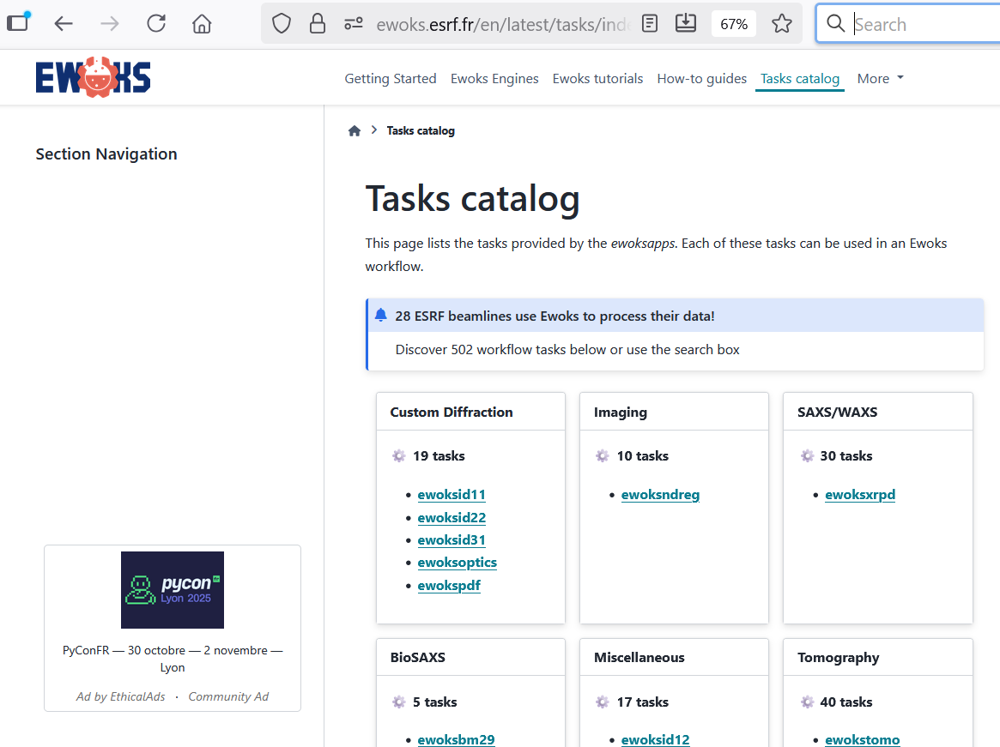 ewoks.esrf.fr/en/latest/tasks/inde
67%
Search
EWOKS
Getting Started
Ewoks Engines
Ewoks tutorials
How-to guides
Tasks catalog
More
Tasks catalog
Section Navigation
Tasks catalog
This page lists the tasks provided by the ewoksapps. Each of these tasks can be used in an Ewoks
workflow.
28 ESRF beamlines use Ewoks to process their data!
Discover 502 workflow tasks below or use the search box
Custom Diffraction
19 tasks
ewoksid11
ewoksid22
ewoksid31
ewoksoptics
ewokspdf
Imaging
10 tasks
ewoksndreg
SAXS/WAXS
30 tasks
ewoksxrpd
BioSAXS
5 tasks
ewoksbm29
Miscellaneous
17 tasks
ewoksid12
Tomography
40 tasks
ewokstomo
pycon fr
Lyon 2025
PyConFR — 30 octobre — 2 novembre —
Lyon
Ad by EthicalAds · Community Ad